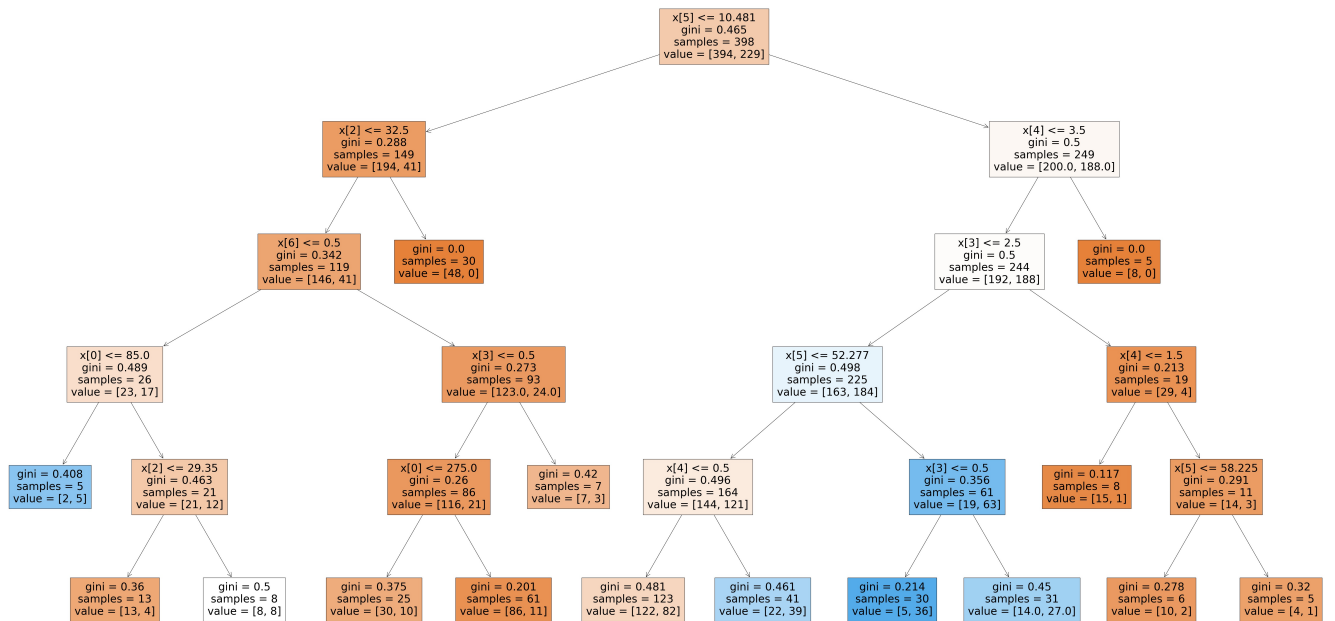 x[5] <= 10.481
gini = 0.465
samples = 398
value = [394, 229]
x[2] <= 32.5
gini = 0.288
samples = 149
value = [194, 41]
x[4] <= 3.5
gini = 0.5
samples = 249
value = [200.0, 188.0]
x[6] <= 0.5
gini = 0.342
samples = 119
value = [146, 41]
gini = 0.0
samples = 30
value = [48, 0]
x[3] <= 2.5
gini = 0.5
samples = 244
value = [192, 188]
gini = 0.0
samples = 5
value = [8, 0]
x[0] <= 85.0
gini = 0.489
samples = 26
value = [23, 17]
x[3] <= 0.5
gini = 0.273
samples = 93
value = [123.0, 24.0]
x[5] <= 52.277
gini = 0.498
samples = 225
value = [163, 184]
x[4] <= 1.5
gini = 0.213
samples = 19
value = [29, 4]
gini = 0.408
samples = 5
value = [2, 5]
x[2] <= 29.35
gini = 0.463
samples = 21
value = [21, 12]
x[0] <= 275.0
gini = 0.26
samples = 86
value = [116, 21]
gini = 0.42
samples = 7
value = [7, 3]
x[4] <= 0.5
gini = 0.496
samples = 164
value = [144, 121]
x[3] <= 0.5
gini = 0.356
samples = 61
value = [19, 63]
gini = 0.117
samples = 8
value = [15, 1]
x[5] <= 58.225
gini = 0.291
samples = 11
value = [14, 3]
gini = 0.36
samples = 13
value = [13, 4]
gini = 0.5
samples = 8
value = [8, 8]
gini = 0.375
samples = 25
value = [30, 10]
gini = 0.201
samples = 61
value = [86, 11]
gini = 0.481
samples = 123
value = [122, 82]
gini = 0.461
samples = 41
value = [22, 39]
gini = 0.214
samples = 30
value = [5, 36]
gini = 0.45
samples = 31
value = [14.0, 27.0]
gini = 0.278
samples = 6
value = [10, 2]
gini = 0.32
samples = 5
value = [4, 1]